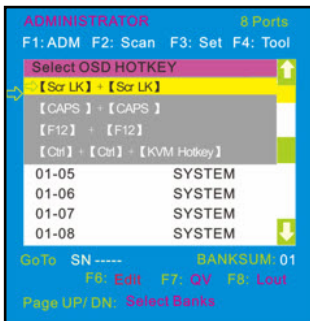 ADMINISTRATOR 8 Ports
F1: ADM F2: Scan F3: Set F4: Tool
Select OSD HOTKEY
【Scr LK】 + 【Scr LK】
【CAPS 】 + 【CAPS 】
【F12】 + 【F12】
【Ctrl】 + 【Ctrl】 + 【KVM Hotkey】
01-05 SYSTEM
01-06 SYSTEM
01-07 SYSTEM
01-08 SYSTEM
GoTo SN ----- BANKSUM: 01
F6: Edit F7: QV F8: Lout
Page UP/ DN: Select Banks